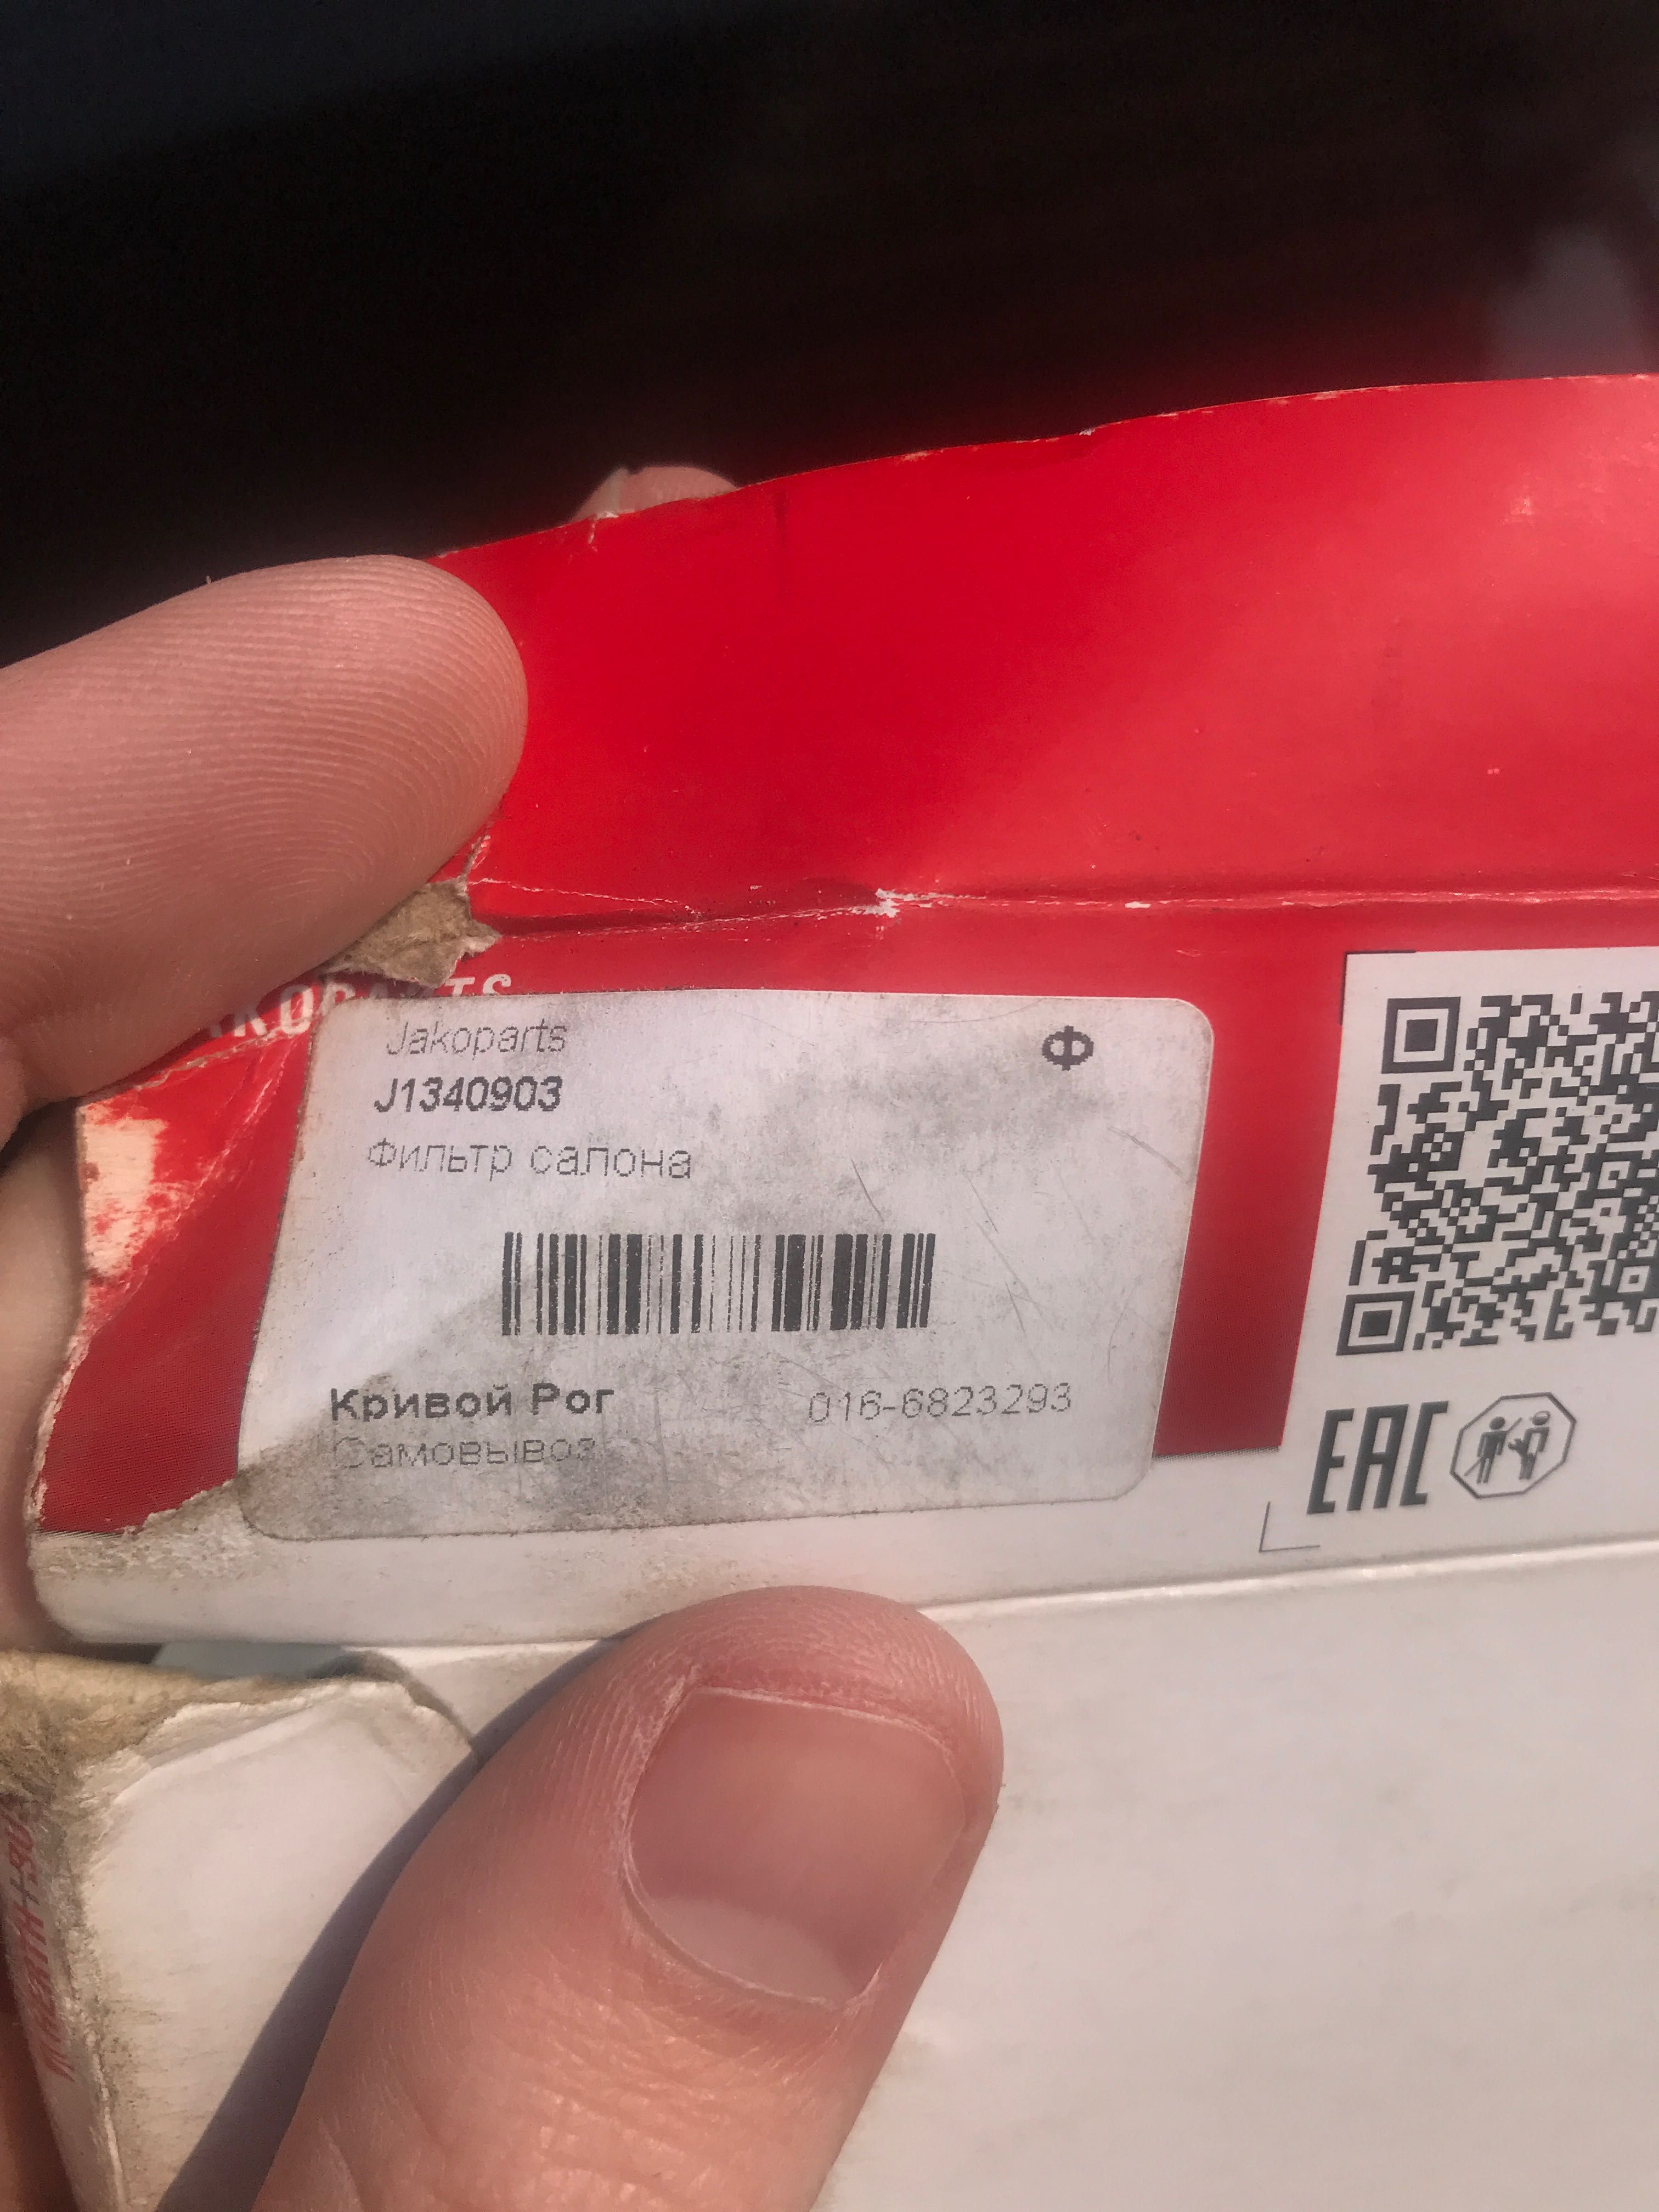 Jakoparts
Ф
J1340903
Фильтр салона
Кривой Рог
016-6823293
Самовывоз
EAC